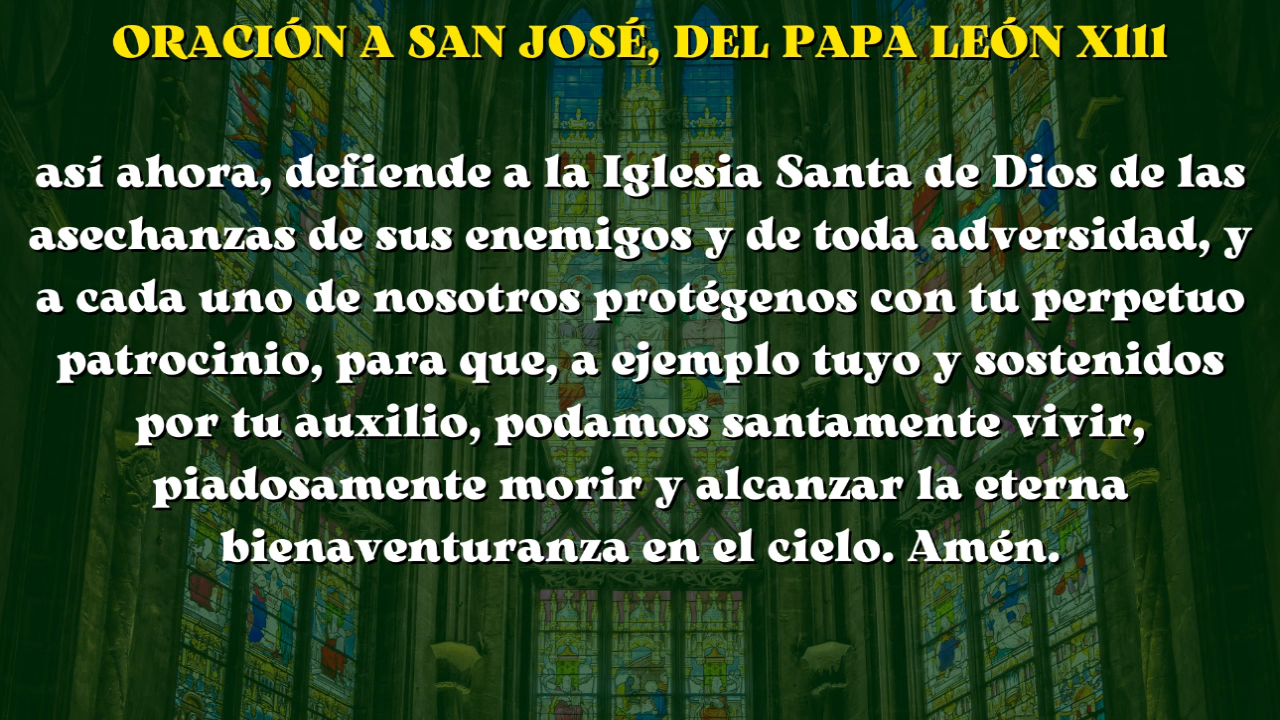 ORACIÓN A SAN JOSÉ, DEL PAPA LEÓN X111
así ahora, defiende a la Iglesia Santa de Dios de las
asechanzas de sus enemigos y de toda adversidad, y
a cada uno de nosotros protégenos con tu perpetuo
patrocinio, para que, a ejemplo tuyo y sostenidos
por tu auxilio, podamos santamente vivir,
piadosamente morir y alcanzar la eterna
bienaventuranza en el cielo. Amén.